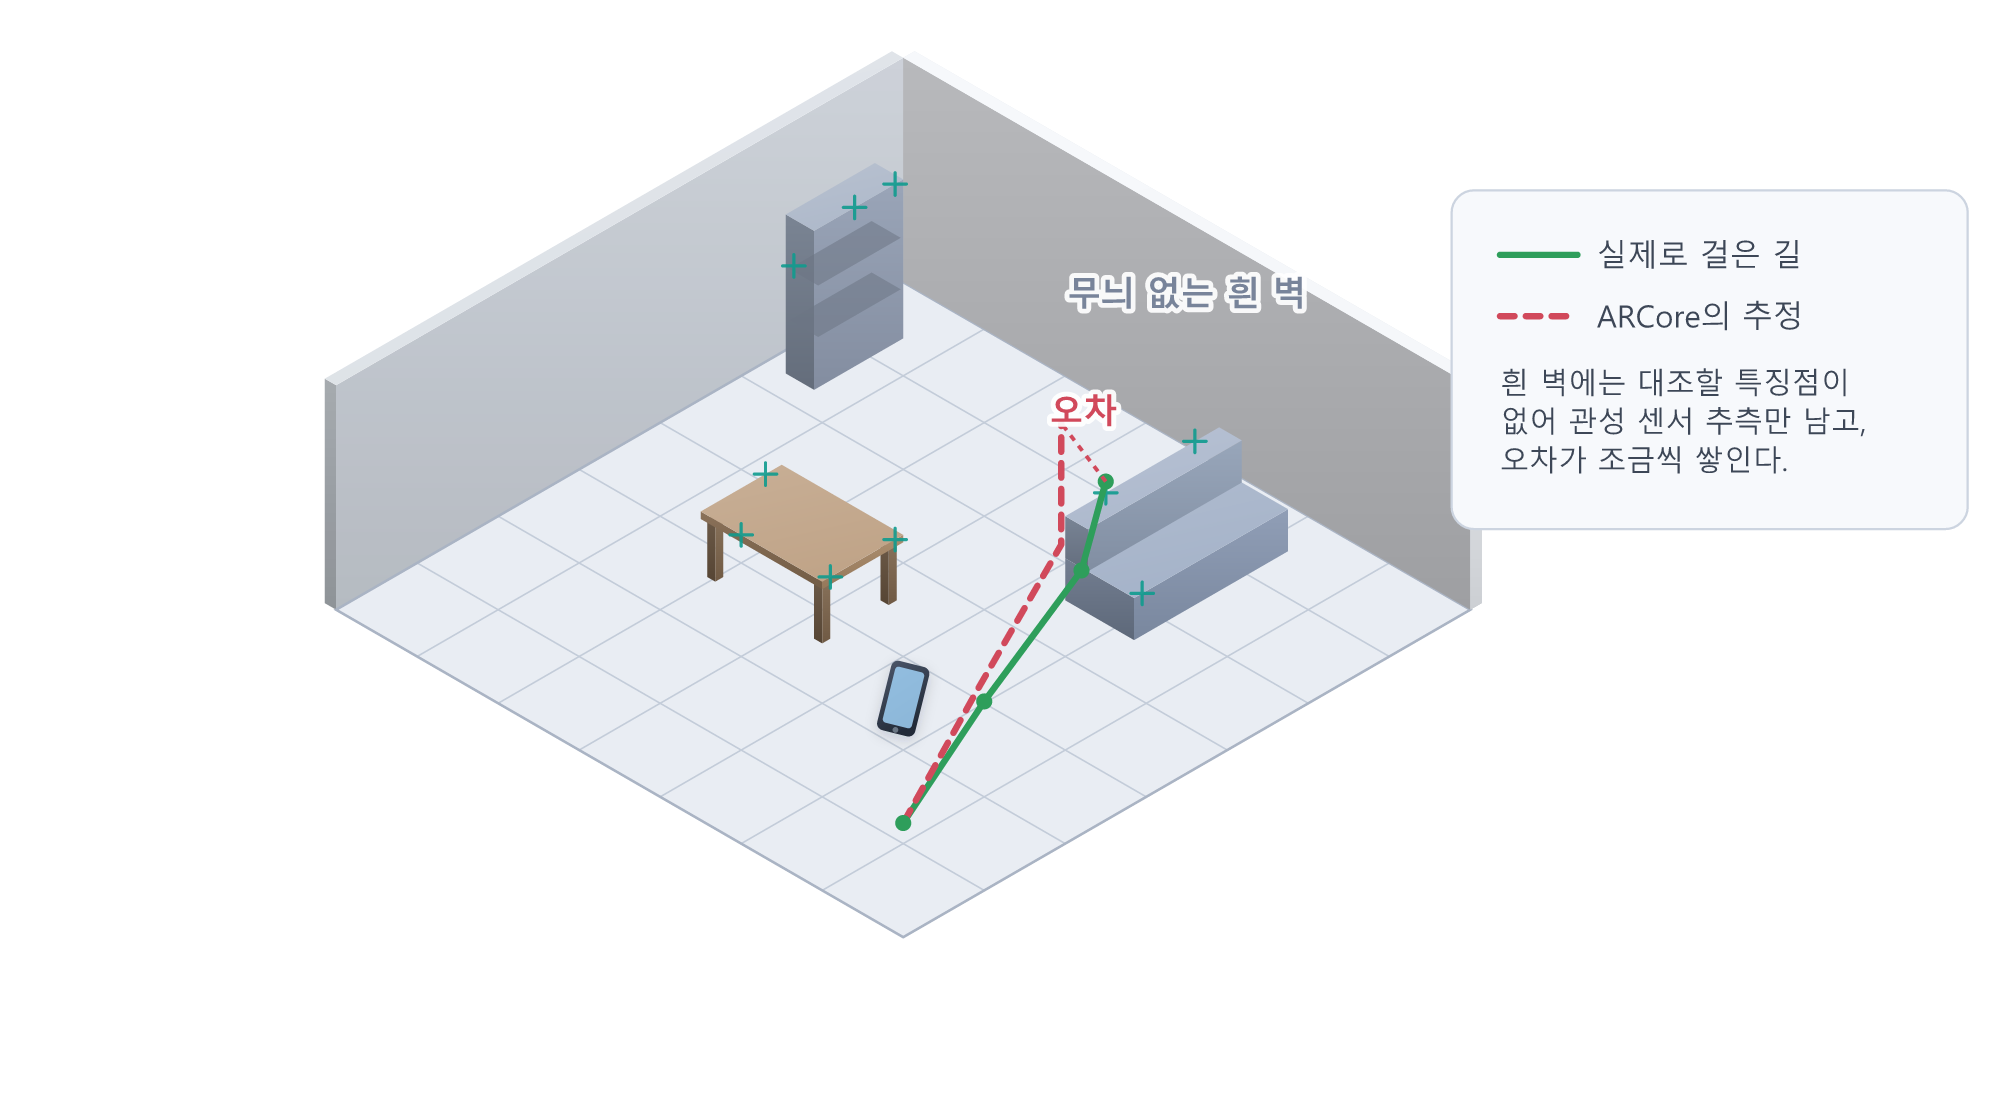 무늬 없는 흰 벽
오차
실제로 걸은 길
ARCore의 추정
흰 벽에는 대조할 특징점이
없어 관성 센서 추측만 남고,
오차가 조금씩 쌓인다.